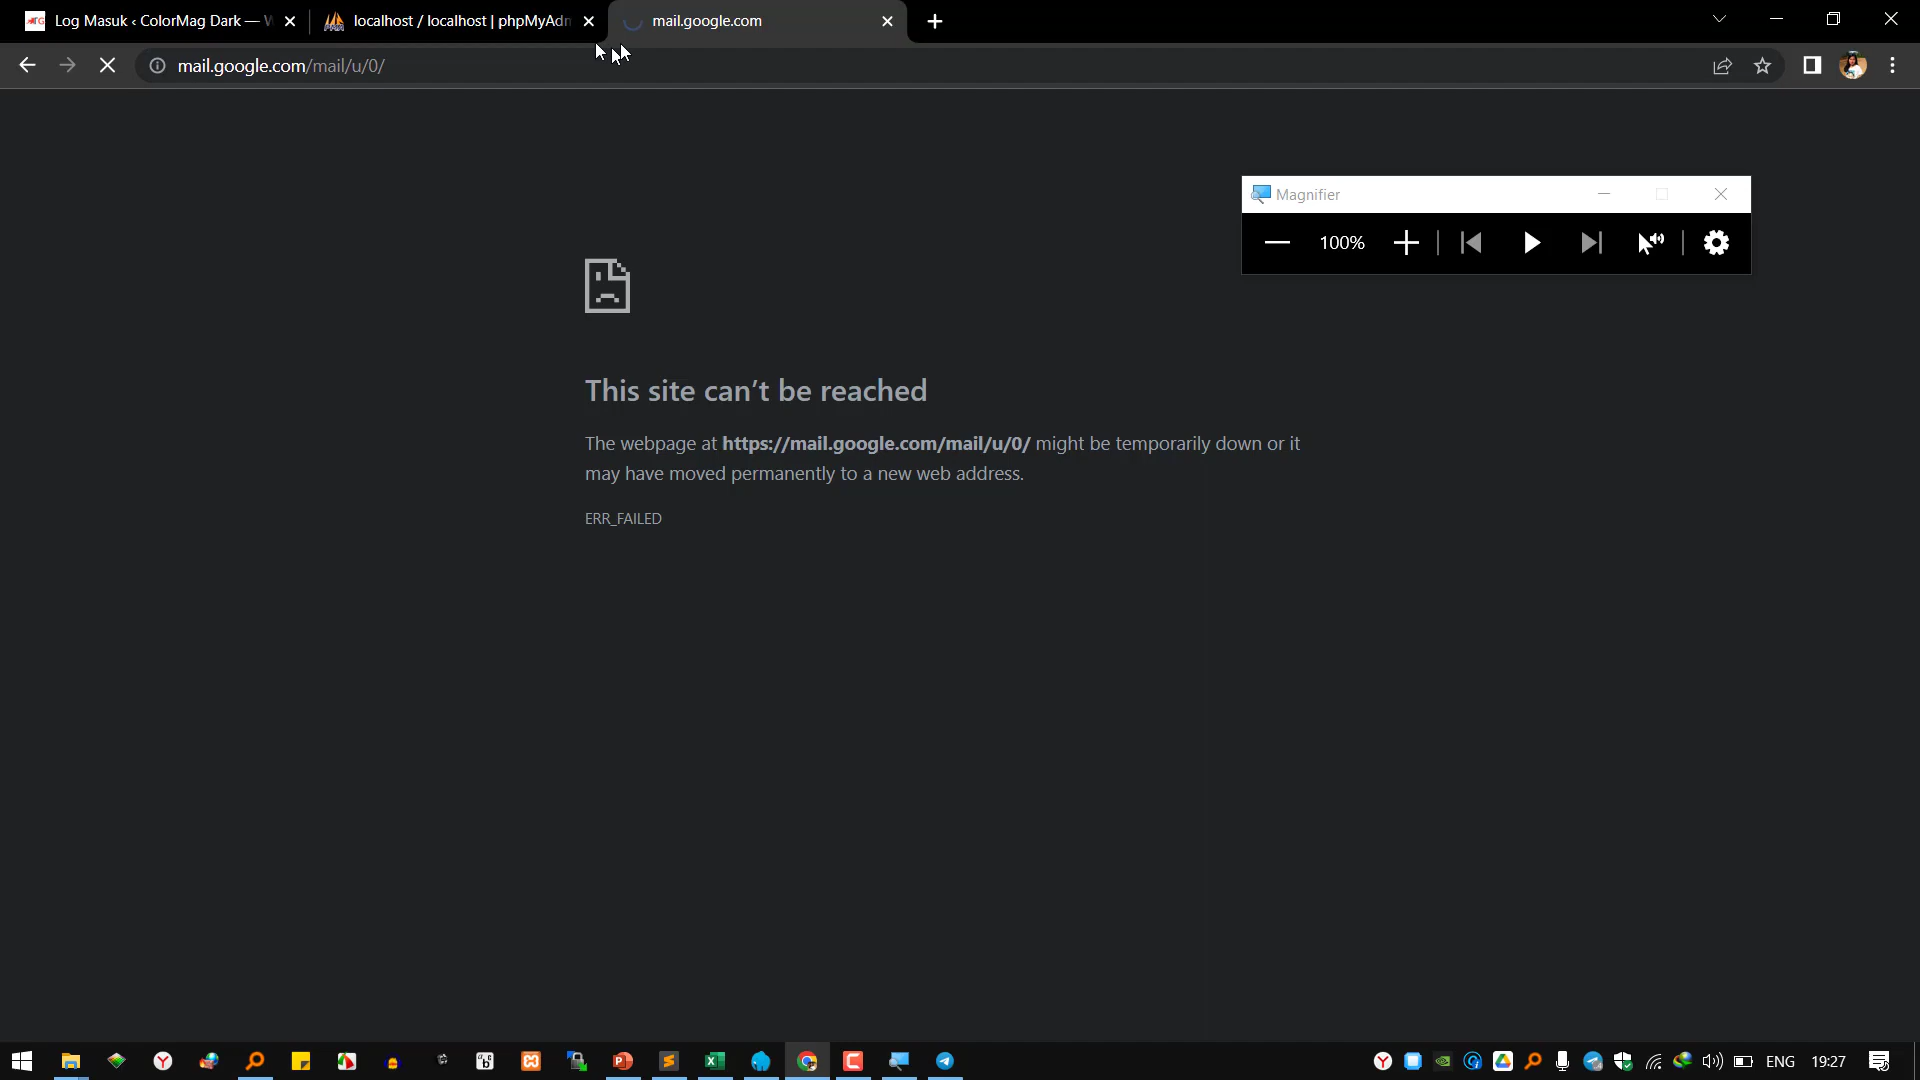 Log Masuk ‹ ColorMag Dark — W
localhost / localhost | phpMyAdm
mail.google.com
mail.google.com/mail/u/0/
Magnifier
100%
This site can't be reached
The webpage at https://mail.google.com/mail/u/0/ might be temporarily down or it
may have moved permanently to a new web address.
ERR_FAILED
ENG
19:27